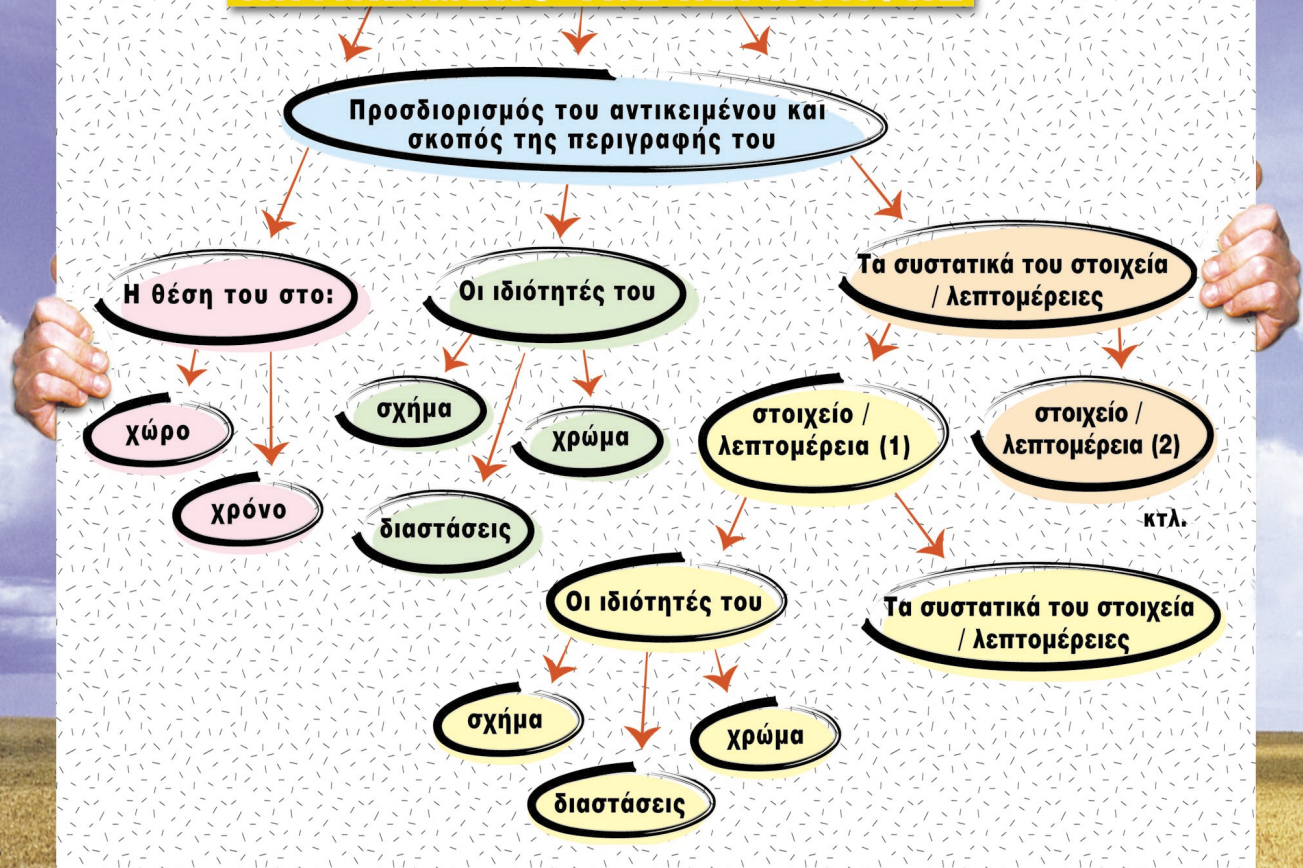 Προσδιορισμός του αντικειμένου και
σκοπός της περιγραφής του
Η θέση του στο:
Οι ιδιότητές του
Τα συστατικά του στοιχεία
/ λεπτομέρειες
χώρο
χρόνο
σχήμα
χρώμα
διαστάσεις
στοιχείο /
λεπτομέρεια (1)
στοιχείο /
λεπτομέρεια (2)
κτλ.
Οι ιδιότητές του
Τα συστατικά του στοιχεία
/ λεπτομέρειες
σχήμα
χρώμα
διαστάσεις